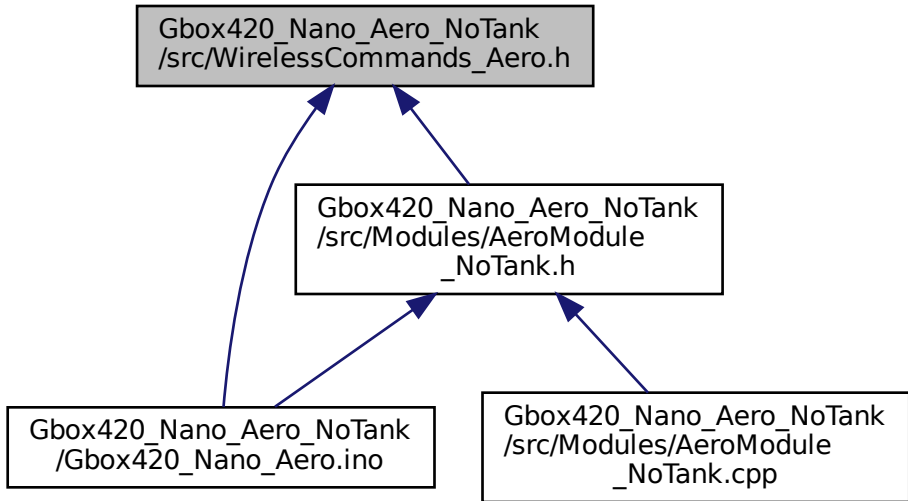 Gbox420_Nano_Aero_NoTank
/src/WirelessCommands_Aero.h
Gbox420_Nano_Aero_NoTank
/src/Modules/AeroModule
_NoTank.h
Gbox420_Nano_Aero_NoTank
/Gbox420_Nano_Aero.ino
Gbox420_Nano_Aero_NoTank
/src/Modules/AeroModule
_NoTank.cpp